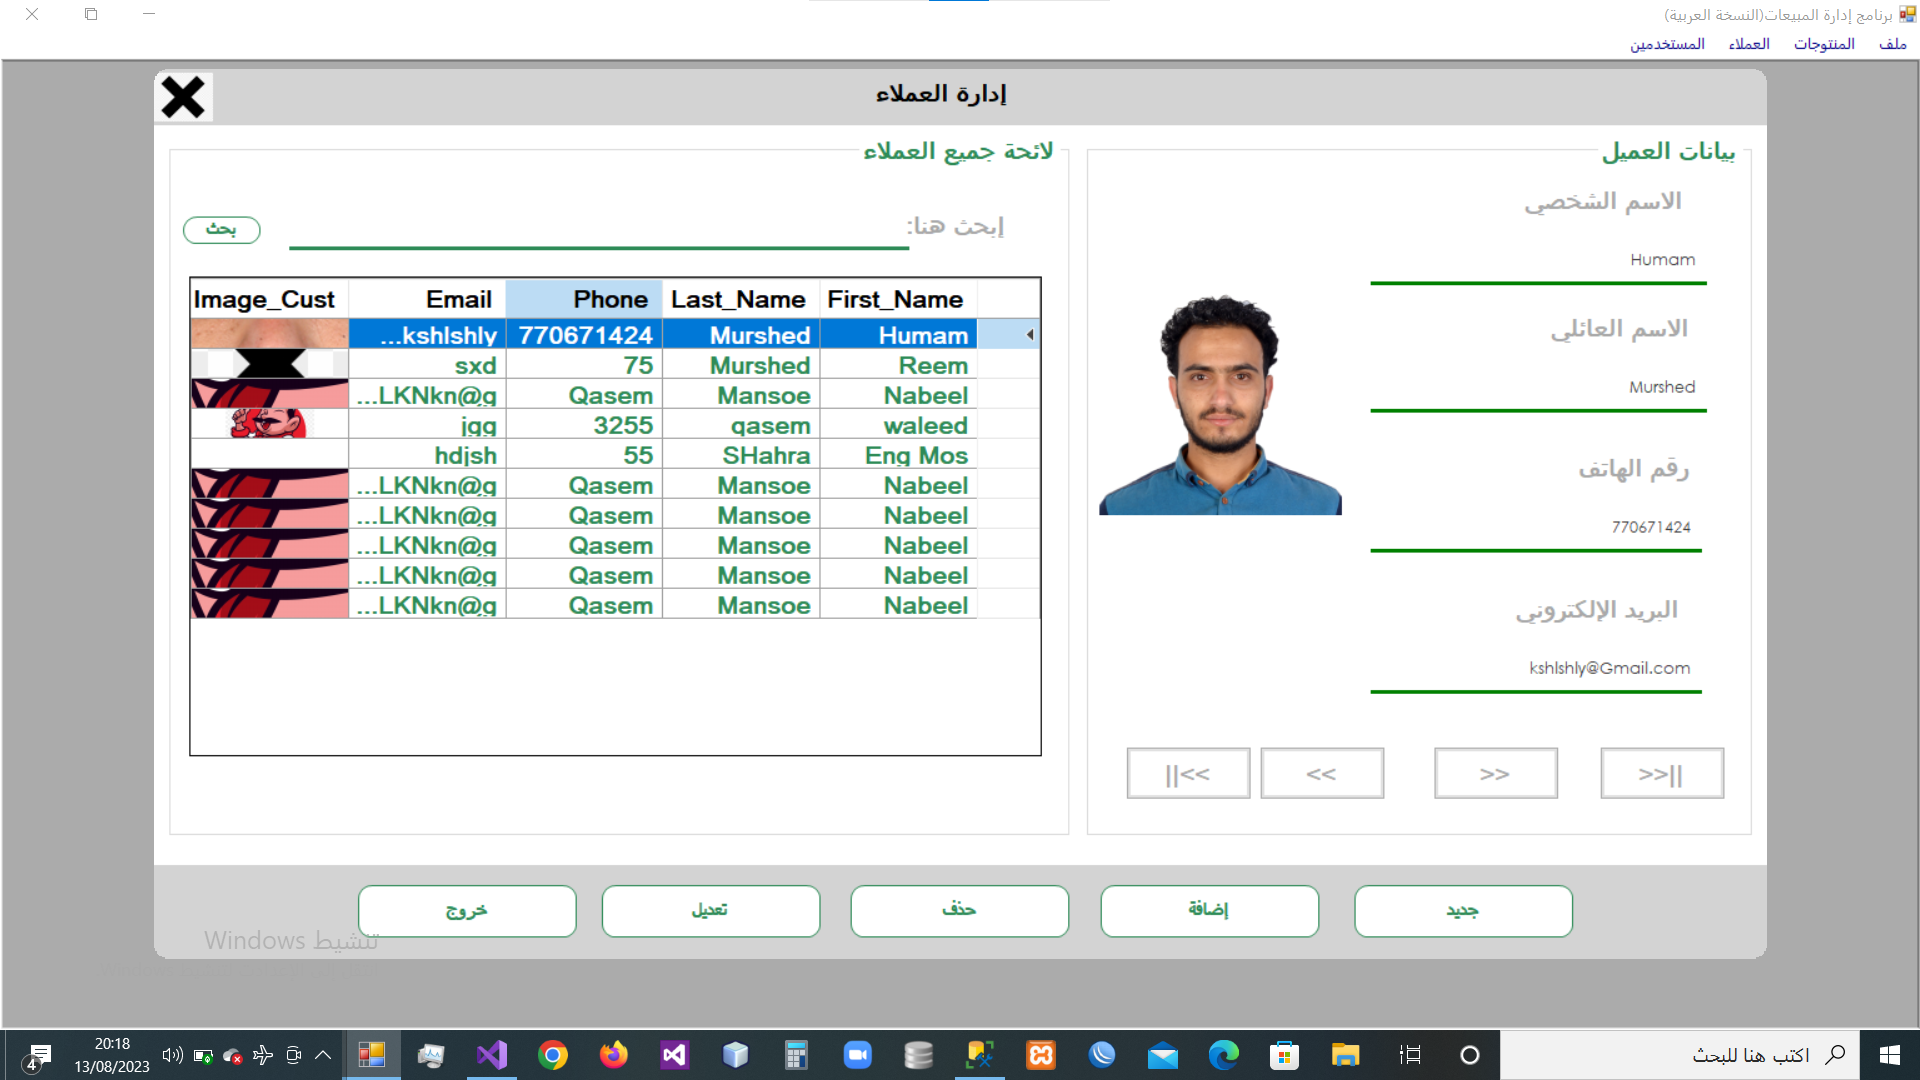 برنامج إدارة المبيعات(النسخة العربية)
ملف المنتوجات العملاء المستخدمين
إدارة العملاء
بيانات العميل
الاسم الشخصي
Humam
الاسم العائلي
Murshed
رقم الهاتف
770671424
البريد الإلكتروني
kshlshly@Gmail.com
||<< << >> >>||
لائحة جميع العملاء
إبحث هنا:
بحث
Image_Cust Email Phone Last_Name First_Name
...kshlshly 770671424 Murshed Humam
sxd 75 Murshed Reem
...LKNkn@g Qasem Mansoe Nabeel
jgg 3255 qasem waleed
hdjsh 55 SHahra Eng Mos
...LKNkn@g Qasem Mansoe Nabeel
...LKNkn@g Qasem Mansoe Nabeel
...LKNkn@g Qasem Mansoe Nabeel
...LKNkn@g Qasem Mansoe Nabeel
...LKNkn@g Qasem Mansoe Nabeel
جديد إضافة حذف تعديل خروج
تنشيط Windows
اكتب هنا للبحث
20:18
13/08/2023
4